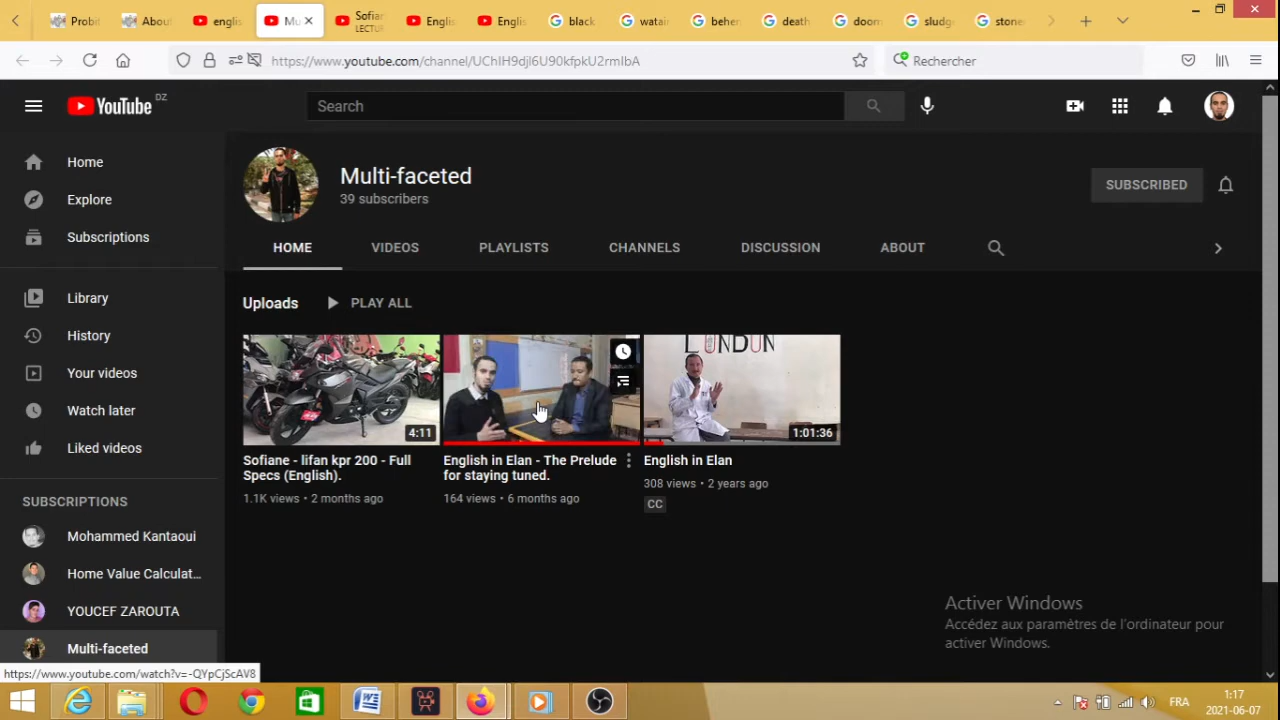 Probit
About
englis
Mu
Sofian
LECTUR
Englis
Englis
black
watain
behem
death
doom
sludge
stoner
https://www.youtube.com/channel/UChIH9djI6U90kfpkU2rmIbA
Rechercher
YouTube DZ
Search
Home
Explore
Subscriptions
Library
History
Your videos
Watch later
Liked videos
SUBSCRIPTIONS
Mohammed Kantaoui
Home Value Calculat...
YOUCEF ZAROUTA
Multi-faceted
Multi-faceted
39 subscribers
SUBSCRIBED
HOME VIDEOS PLAYLISTS CHANNELS DISCUSSION ABOUT
Uploads PLAY ALL
4:11
Sofiane - lifan kpr 200 - Full
Specs (English).
1.1K views • 2 months ago
English in Elan - The Prelude
for staying tuned.
164 views • 6 months ago
LUNDUN
1:01:36
English in Elan
308 views • 2 years ago
CC
Activer Windows
Accédez aux paramètres de l'ordinateur pour
activer Windows.
https://www.youtube.com/watch?v=-QYpCjScAV8
FRA
1:17
2021-06-07